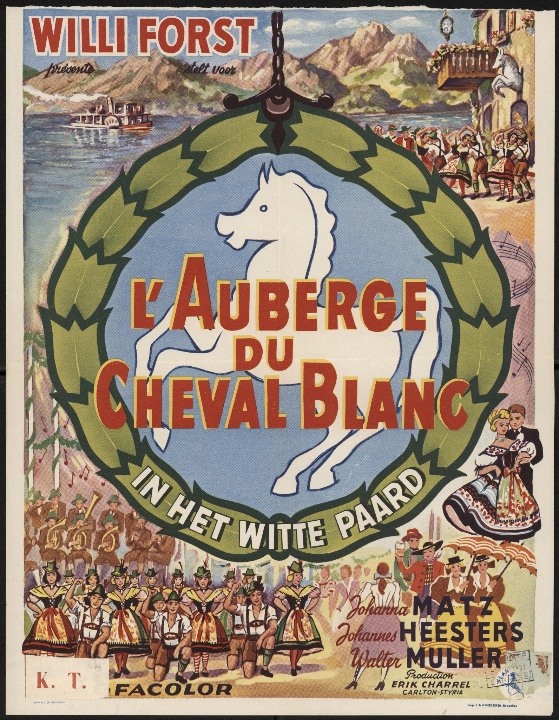 WILLI FORST
présente stelt voor
L'AUBERGE
DU
CHEVAL BLANC
IN HET WITTE PAARD
Johanna MATZ
Johannes HEESTERS
Walter MULLER
Production
ERIK CHARREL
CARLTON-STYRIA
K. T.
FACOLOR